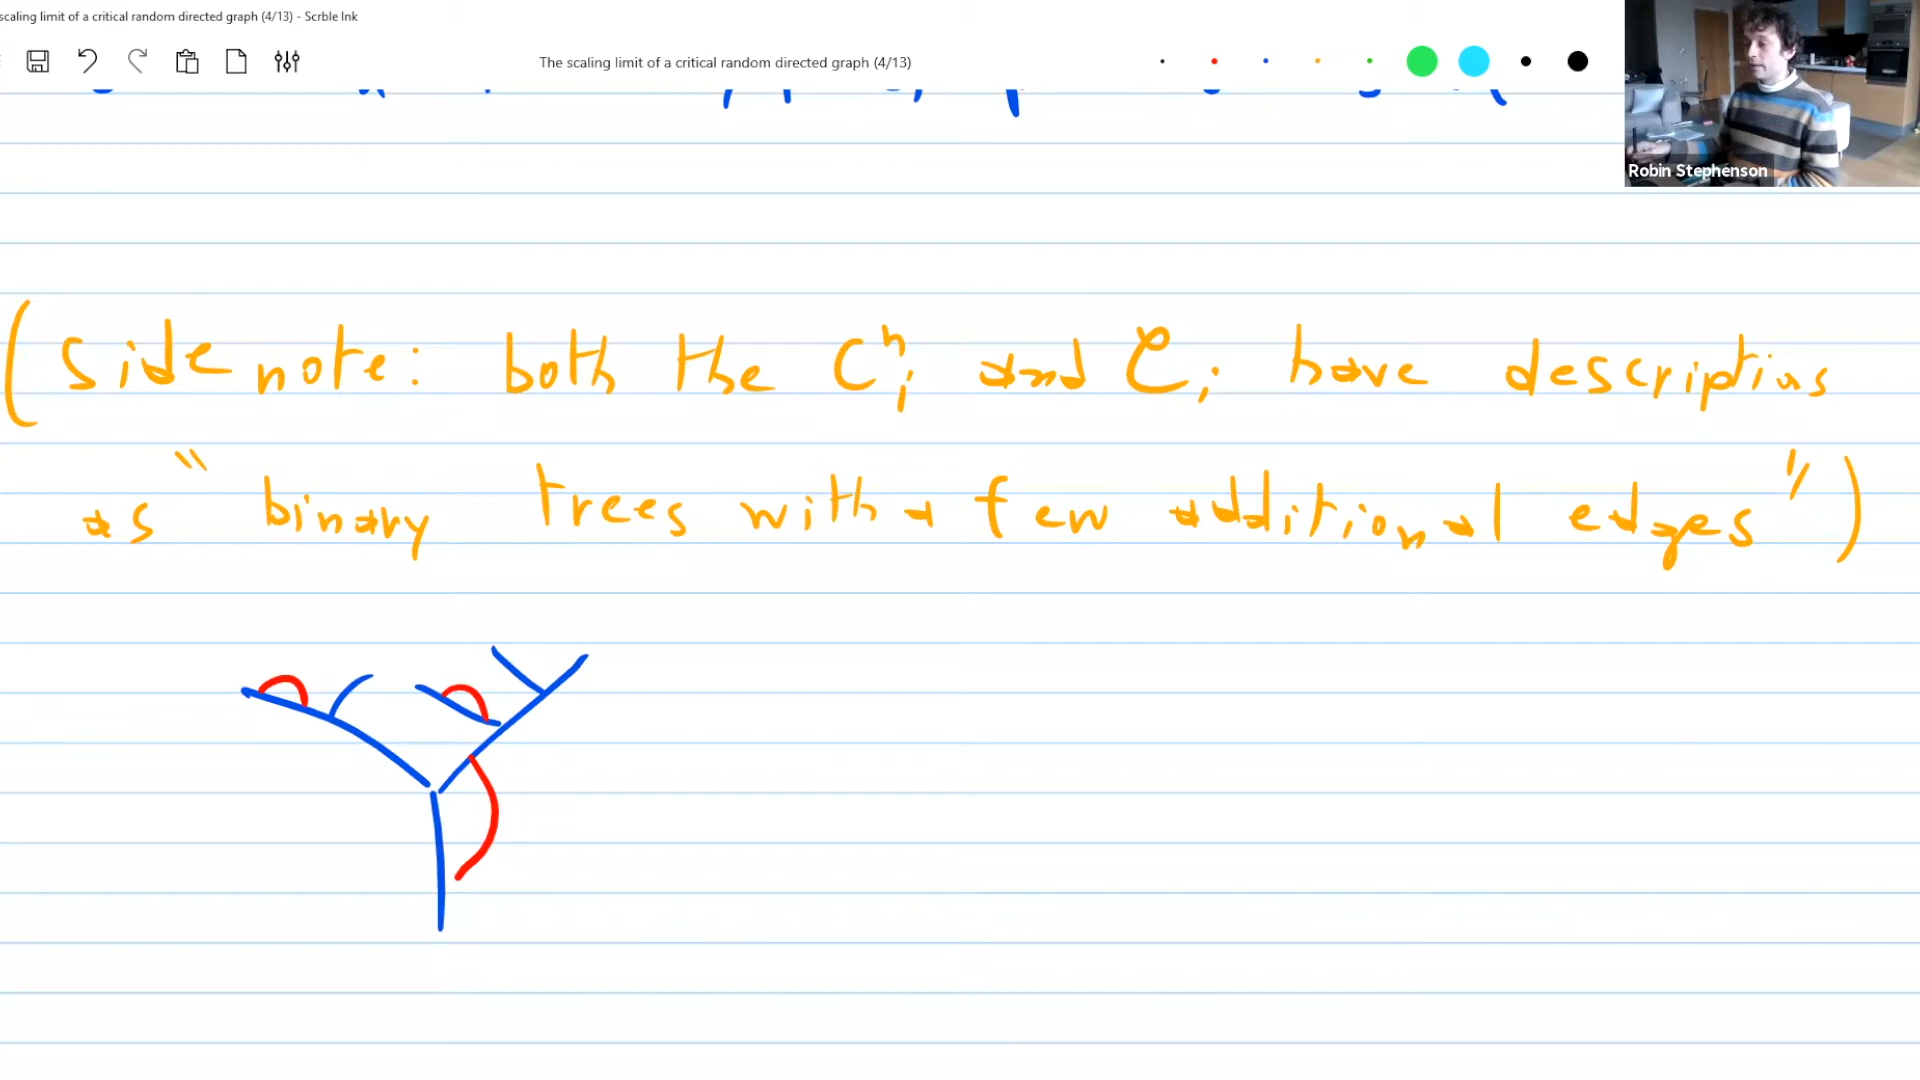 scaling limit of a critical random directed graph (4/13) - Scrble Ink
The scaling limit of a critical random directed graph (4/13)
Robin Stephenson
(Side note: both the C^n_i and 𝒞_i have descriptions
as "binary trees with a few additional edges")